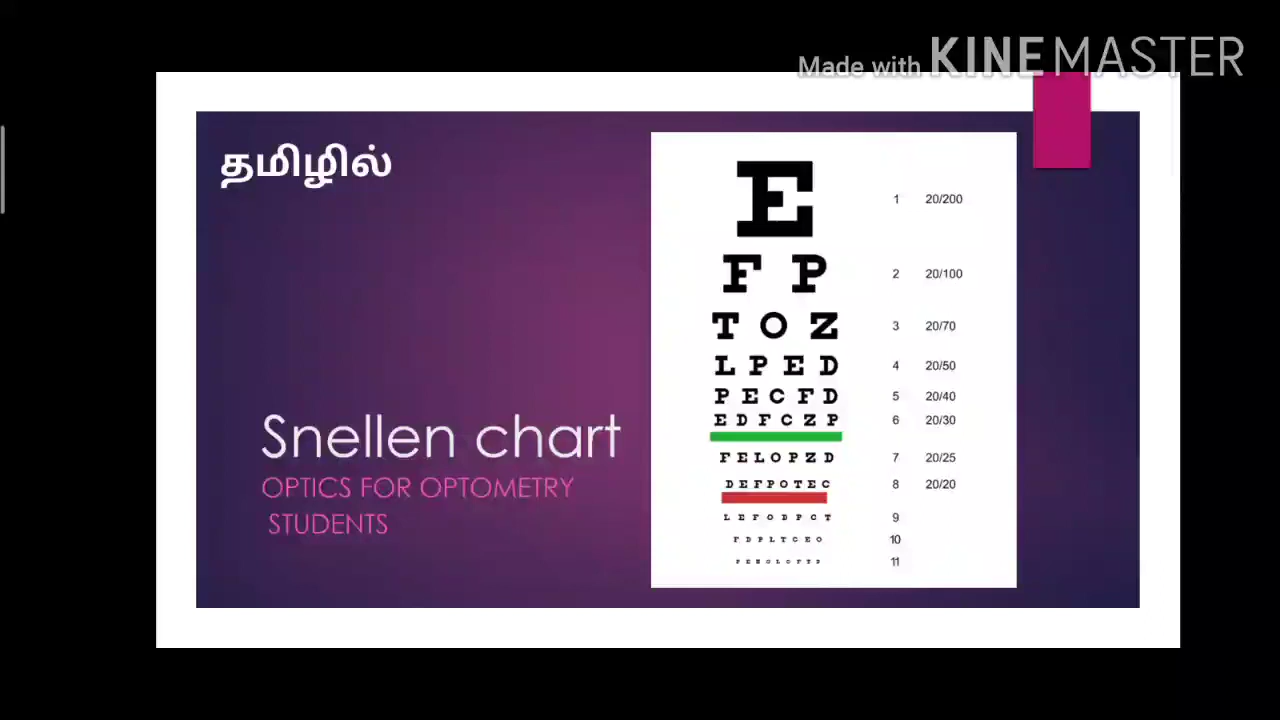 Made with KINEMASTER
தமிழில்
Snellen chart
OPTICS FOR OPTOMETRY
STUDENTS
E 1 20/200
F P 2 20/100
T O Z 3 20/70
L P E D 4 20/50
P E C F D 5 20/40
E D F C Z P 6 20/30
F E L O P Z D 7 20/25
D E F P O T E C 8 20/20
L E F O D P C T 9
F D P L T C E O 10
11